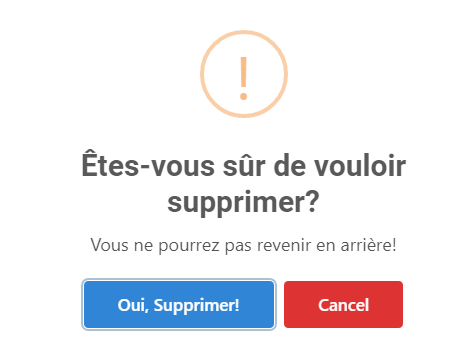 Êtes-vous sûr de vouloir
supprimer?
Vous ne pourrez pas revenir en arrière!
Oui, Supprimer!
Cancel